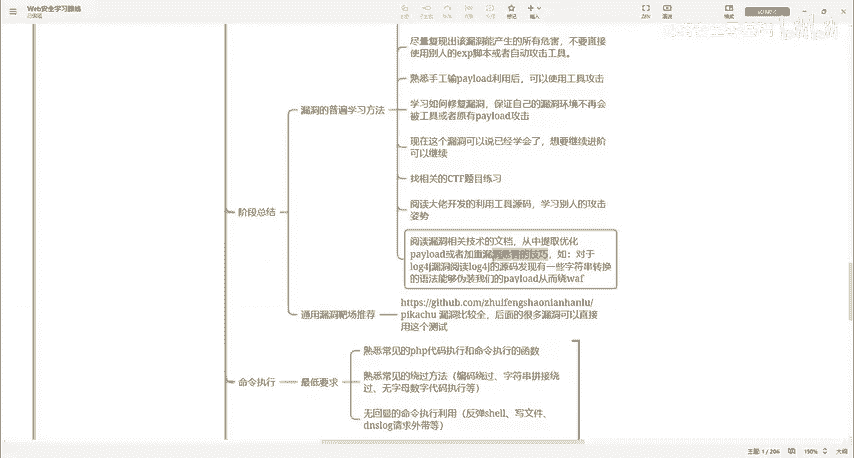 Web安全学习路线
已保存
标记
插入
尽量复现出该漏洞能产生的所有危害，不要直接
使用别人的exp脚本或者自动攻击工具。
熟悉手工输payload利用后，可以使用工具攻击
漏洞的普遍学习方法
学习如何修复漏洞，保证自己的漏洞环境不再会
被工具或者原有payload攻击
现在这个漏洞可以说已经学会了，想要继续进阶
可以继续
找相关的CTF题目练习
阶段总结
阅读大佬开发的利用工具源码，学习别人的攻击
姿势
阅读漏洞相关技术的文档，从中提取优化
payload或者加重漏洞危害的技巧，如：对于
log4j漏洞阅读log4j的源码发现有一些字符串转换
的语法能够伪装我们的payload从而绕waf
通用漏洞靶场推荐
https://github.com/zhuifengshaonianhanlu/
pikachu 漏洞比较全，后面的很多漏洞可以直接
用这个测试
命令执行
最低要求
熟悉常见的php代码执行和命令执行的函数
熟悉常见的绕过方法（编码绕过、字符串拼接绕
过、无字母数字代码执行等）
无回显的命令执行利用（反弹shell、写文件、
dnslog请求外带等）
主题: 1 / 206
150%
大纲